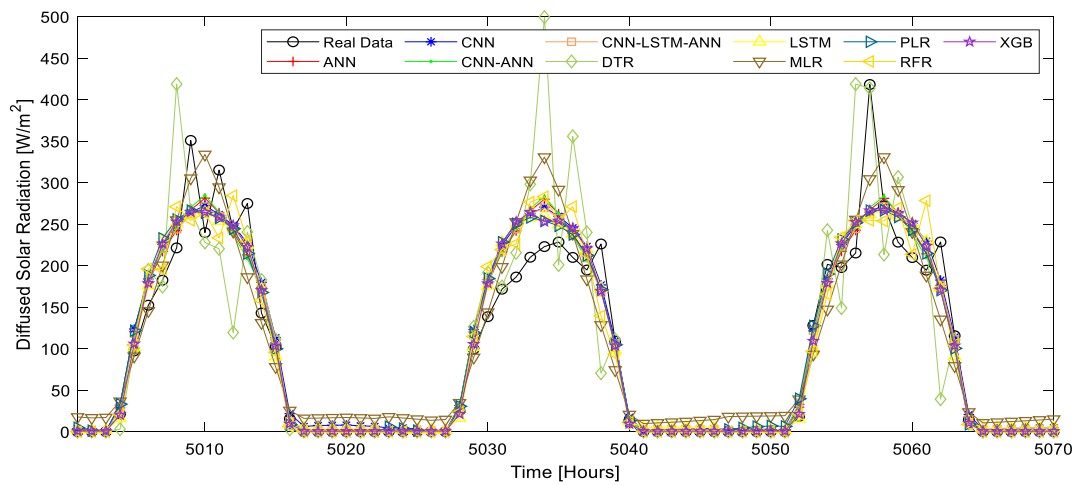 500
450
400
350
300
250
200
150
100
50
0
Diffused Solar Radiation [W/m2]
Real Data CNN CNN-LSTM-ANN LSTM PLR XGB
ANN CNN-ANN DTR MLR RFR
5010 5020 5030 5040 5050 5060 5070
Time [Hours]